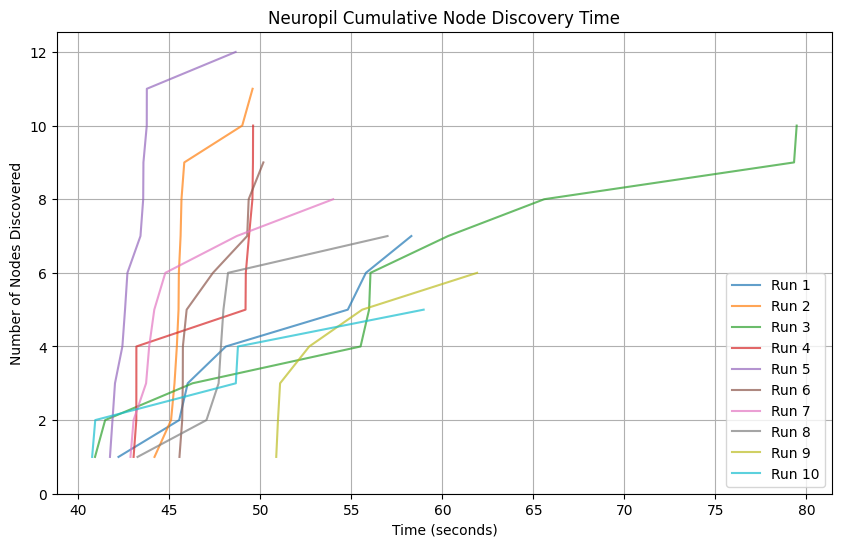 Neuropil Cumulative Node Discovery Time
Number of Nodes Discovered
12
10
8
6
4
2
0
Run 1
Run 2
Run 3
Run 4
Run 5
Run 6
Run 7
Run 8
Run 9
Run 10
40 45 50 55 60 65 70 75 80
Time (seconds)